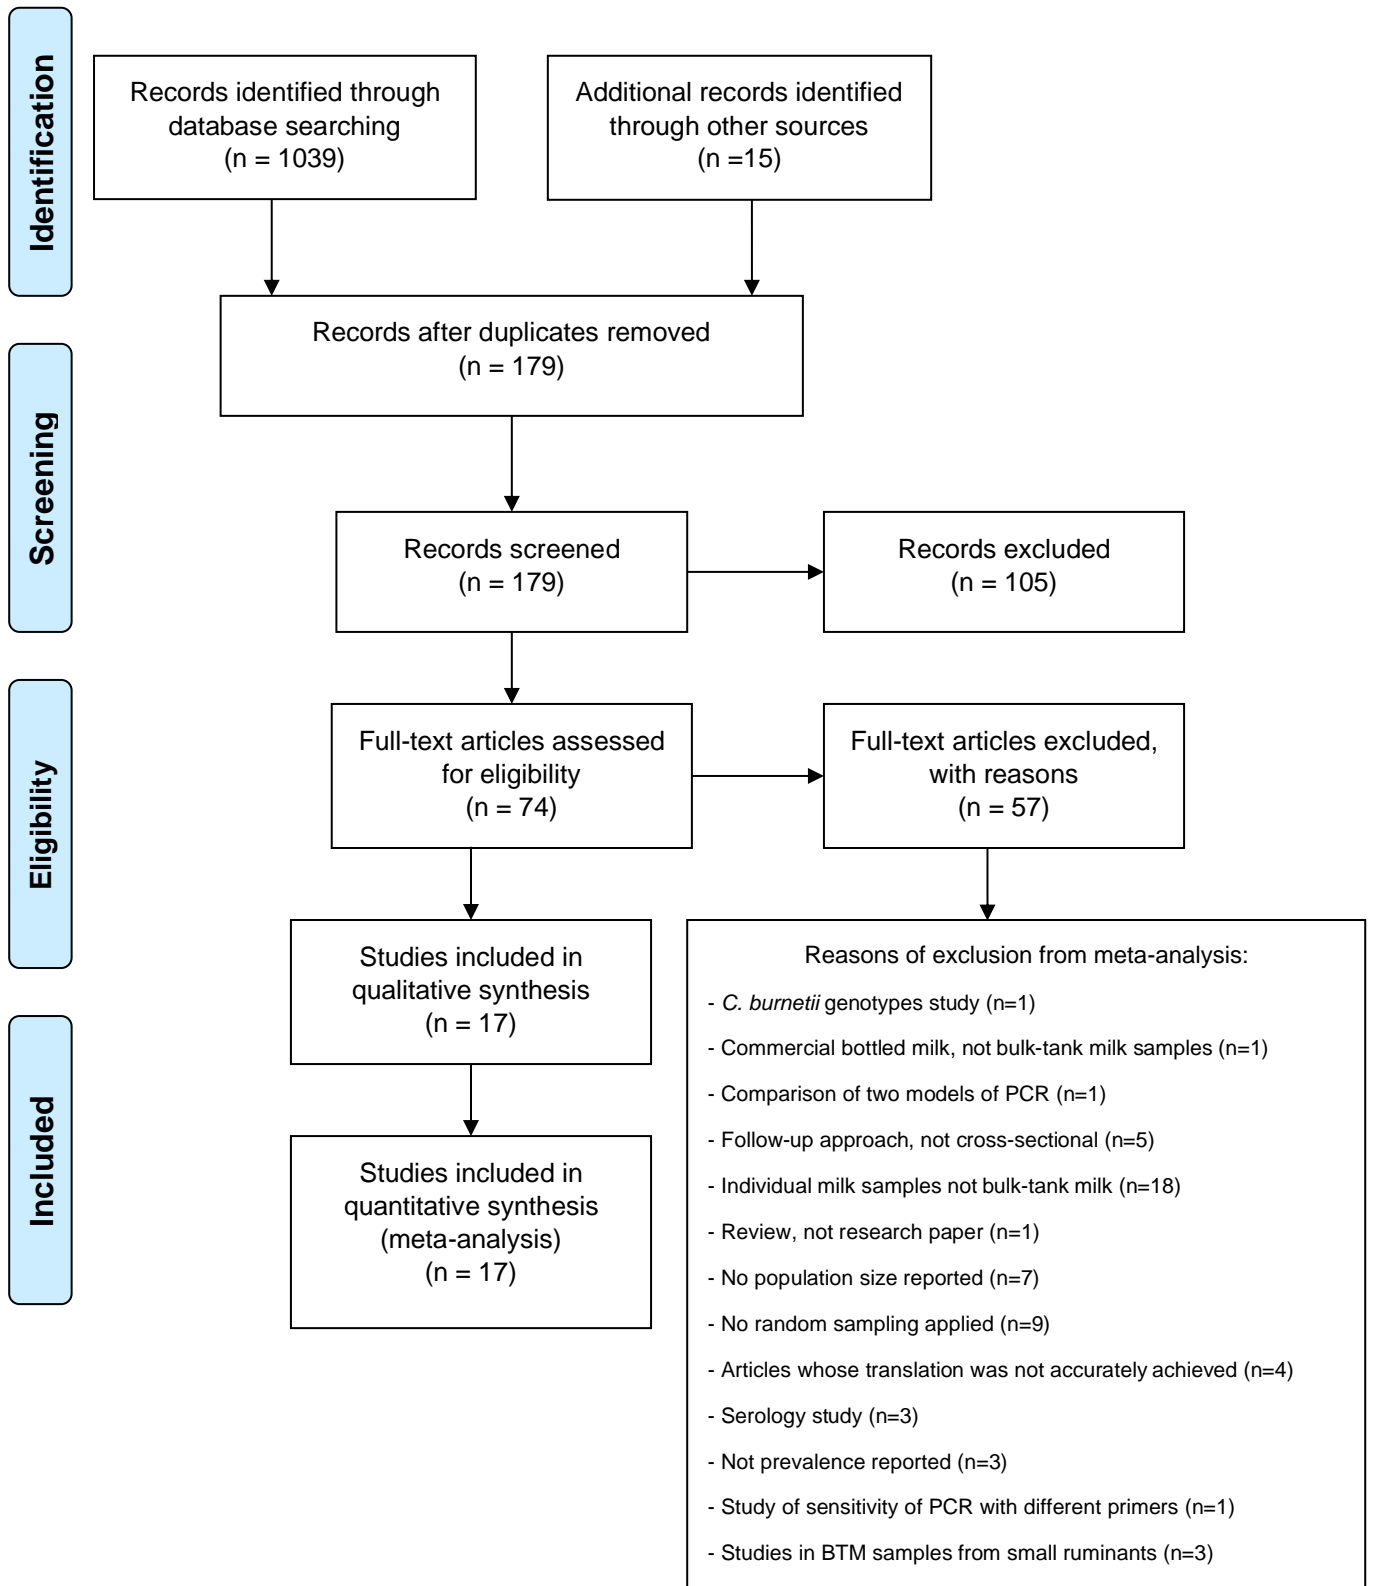 Identification
Records identified through
database searching
(n = 1039)
Additional records identified
through other sources
(n =15)
Records after duplicates removed
(n = 179)
Screening
Records screened
(n = 179)
Records excluded
(n = 105)
Eligibility
Full-text articles assessed
for eligibility
(n = 74)
Full-text articles excluded,
with reasons
(n = 57)
Studies included in
qualitative synthesis
(n = 17)
Included
Studies included in
quantitative synthesis
(meta-analysis)
(n = 17)
Reasons of exclusion from meta-analysis:
- C. burnetii genotypes study (n=1)
- Commercial bottled milk, not bulk-tank milk samples (n=1)
- Comparison of two models of PCR (n=1)
- Follow-up approach, not cross-sectional (n=5)
- Individual milk samples not bulk-tank milk (n=18)
- Review, not research paper (n=1)
- No population size reported (n=7)
- No random sampling applied (n=9)
- Articles whose translation was not accurately achieved (n=4)
- Serology study (n=3)
- Not prevalence reported (n=3)
- Study of sensitivity of PCR with different primers (n=1)
- Studies in BTM samples from small ruminants (n=3)